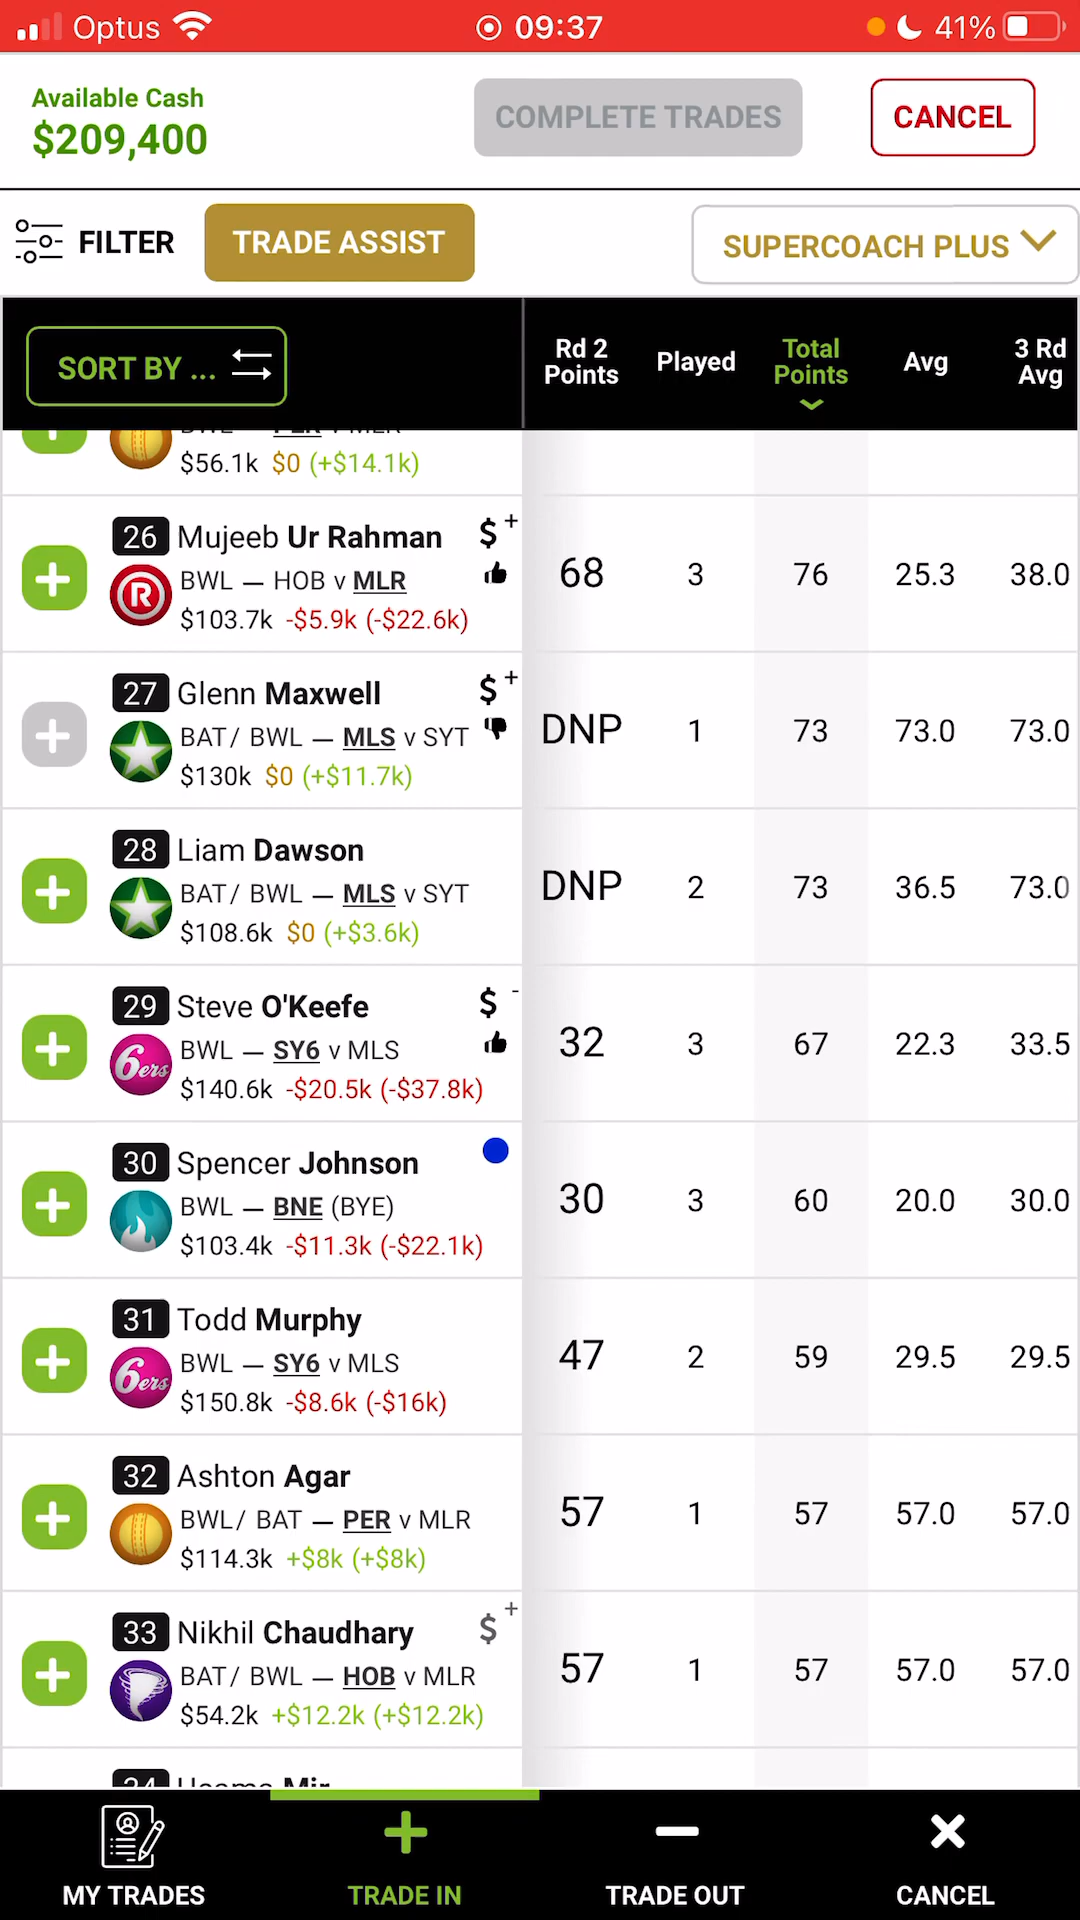 Optus 09:37 41%
Available Cash
$209,400
COMPLETE TRADES
CANCEL
FILTER
TRADE ASSIST
SUPERCOACH PLUS
SORT BY ...
Rd 2 Points
Played
Total Points
Avg
3 Rd Avg
$56.1k $0 (+$14.1k)
26 Mujeeb Ur Rahman $ +
BWL — HOB v MLR
$103.7k -$5.9k (-$22.6k)
68 3 76 25.3 38.0
27 Glenn Maxwell $ +
BAT/ BWL — MLS v SYT
$130k $0 (+$11.7k)
DNP 1 73 73.0 73.0
28 Liam Dawson
BAT/ BWL — MLS v SYT
$108.6k $0 (+$3.6k)
DNP 2 73 36.5 73.0
29 Steve O'Keefe $ -
6ers
BWL — SY6 v MLS
$140.6k -$20.5k (-$37.8k)
32 3 67 22.3 33.5
30 Spencer Johnson
BWL — BNE (BYE)
$103.4k -$11.3k (-$22.1k)
30 3 60 20.0 30.0
31 Todd Murphy
6ers
BWL — SY6 v MLS
$150.8k -$8.6k (-$16k)
47 2 59 29.5 29.5
32 Ashton Agar
BWL/ BAT — PER v MLR
$114.3k +$8k (+$8k)
57 1 57 57.0 57.0
33 Nikhil Chaudhary $ +
BAT/ BWL — HOB v MLR
$54.2k +$12.2k (+$12.2k)
57 1 57 57.0 57.0
MY TRADES
TRADE IN
TRADE OUT
CANCEL